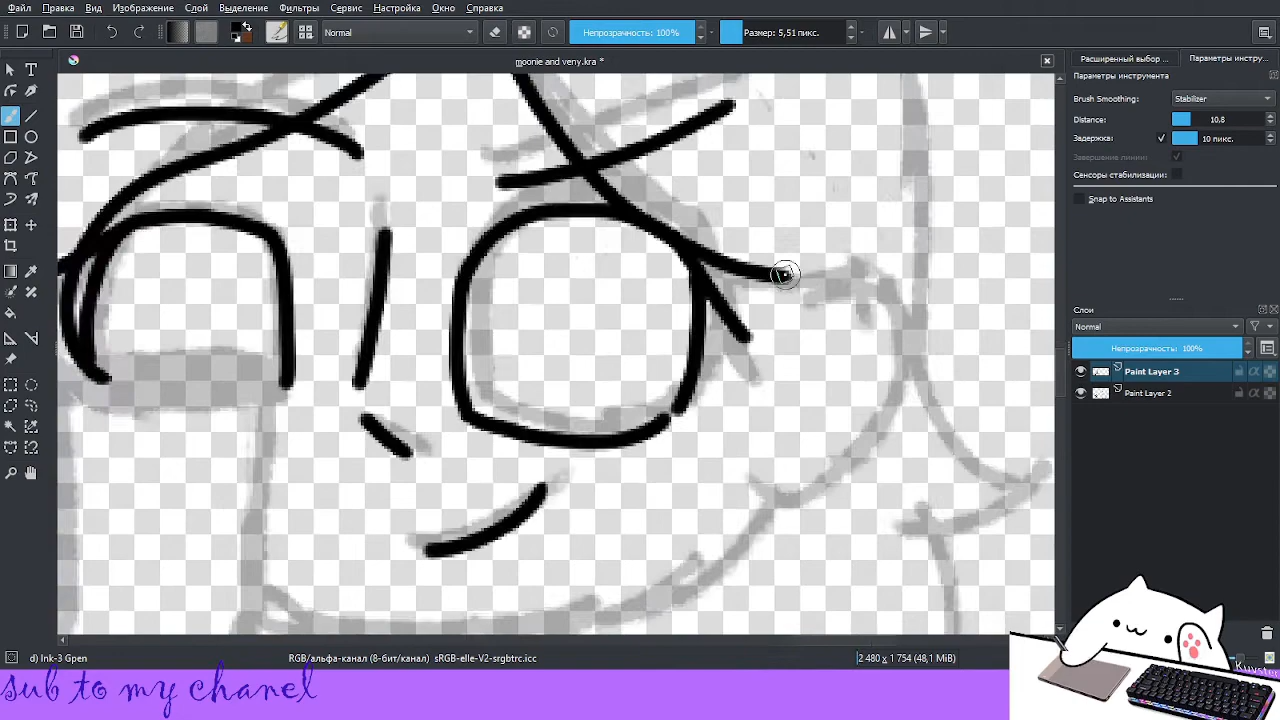 Файл Правка Вид Изображение Слой Выделение Фильтры Сервис Настройка Окно Справка
Normal Непрозрачность: 100% Размер: 5,51 пикс.
moonie and veny.kra *
Расширенный выбор ... Параметры инстру...
Параметры инструмента
Brush Smoothing: Stabilizer
Distance: 10,8
Задержка: 10 пикс.
Завершение линии:
Сенсоры стабилизации:
Snap to Assistants
Слои
Normal
Непрозрачность: 100%
Paint Layer 3
Paint Layer 2
d) Ink-3 Gpen RGB/альфа-канал (8-бит/канал) sRGB-elle-V2-srgbtrc.icc 2 480 x 1 754 (48,1 MiB)
sub to my chanel